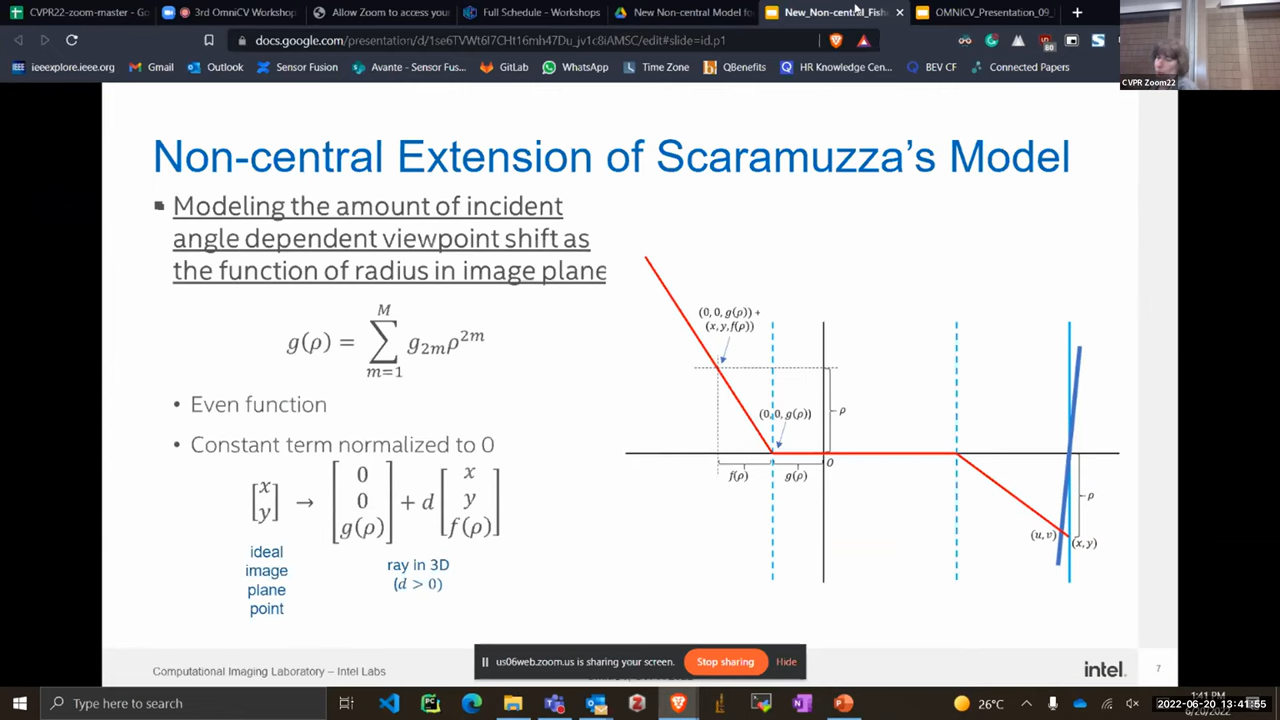 CVPR22-zoom-master - Go
3rd OmniCV Workshop
Allow Zoom to access your
Full Schedule - Workshops
New Non-central Model fo
New_Non-central_Fish
OMNICV_Presentation_09_
CVPR Zoom22
docs.google.com/presentation/d/1se6TVWt6I7CHt16mh47Du_jv1c8iAMSC/edit#slide=id.p1
80
ieeexplore.ieee.org
Gmail
Outlook
Sensor Fusion
Avante - Sensor Fus...
GitLab
WhatsApp
Time Zone
QBenefits
HR Knowledge Cen...
BEV CF
Connected Papers
Non-central Extension of Scaramuzza's Model
Modeling the amount of incident
angle dependent viewpoint shift as
the function of radius in image plane
g(ρ) = ∑_{m=1}^{M} g_{2m}ρ^{2m}
• Even function
• Constant term normalized to 0
[x y] → [0 0 g(ρ)] + d [x y f(ρ)]
ideal
image
plane
point
ray in 3D
(d > 0)
(0, 0, g(ρ)) +
(x, y, f(ρ))
(0, 0, g(ρ))
ρ
f(ρ)
g(ρ)
O
ρ
(u, v)
(x, y)
us06web.zoom.us is sharing your screen.
Stop sharing
Hide
Computational Imaging Laboratory – Intel Labs
intel.
7
Type here to search
26°C
1:41 PM
2022-06-20 13:41:55